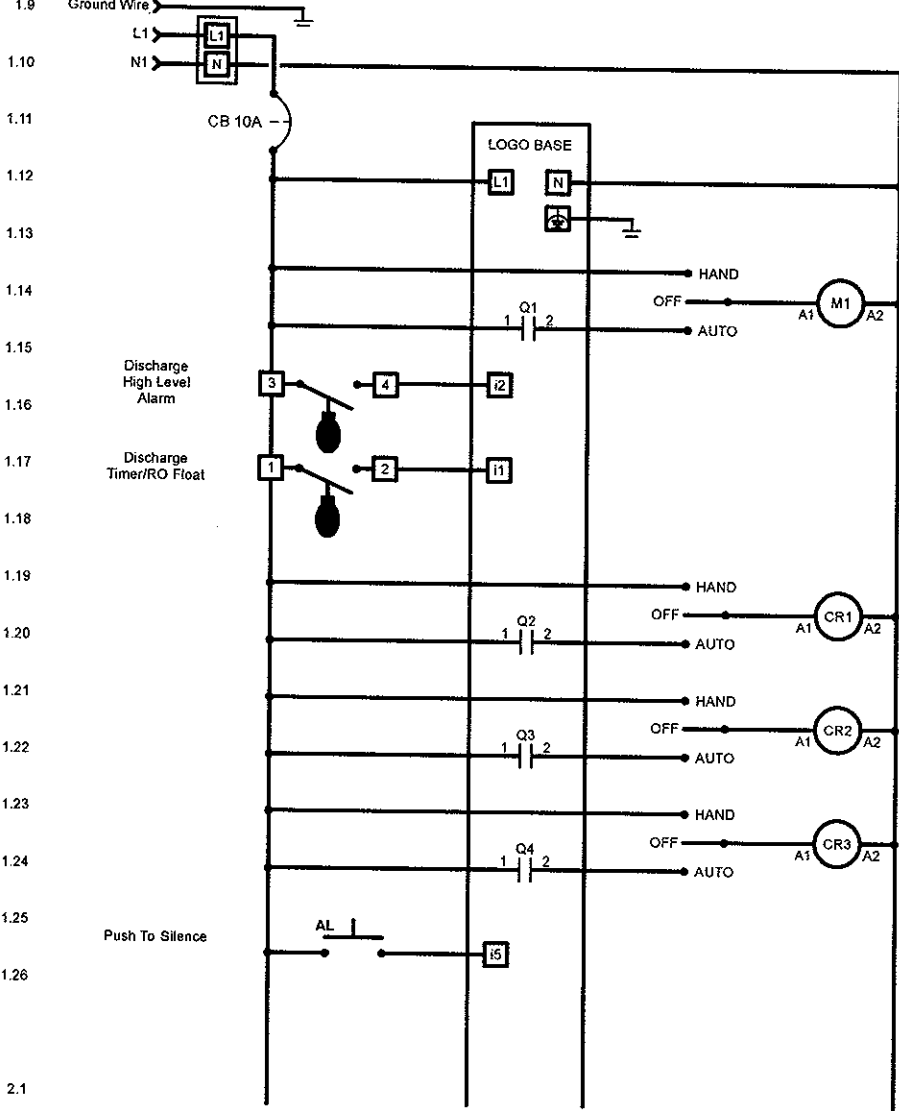 1.9 Ground Wire
L1 L1
1.10 N1 N
1.11 CB 10A
LOGO BASE
1.12 L1 N
1.13
HAND
1.14 OFF M1
A1 A2
Q1
1 2 AUTO
1.15
Discharge
High Level
Alarm
3 4 i2
1.16
1.17 Discharge
Timer/RO Float
1 2 i1
1.18
1.19 HAND
OFF CR1
A1 A2
1.20 Q2
1 2 AUTO
1.21 HAND
OFF CR2
A1 A2
1.22 Q3
1 2 AUTO
1.23 HAND
OFF CR3
A1 A2
1.24 Q4
1 2 AUTO
1.25 AL
Push To Silence i5
1.26
2.1